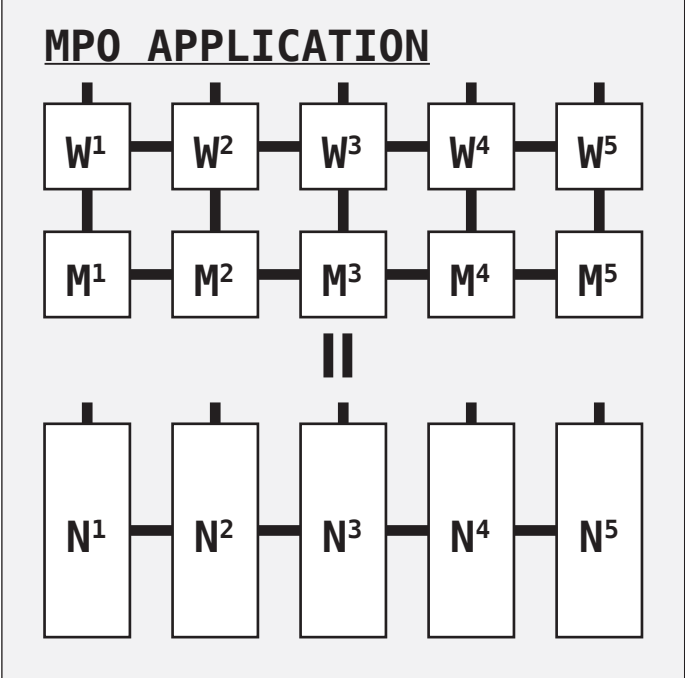 MPO APPLICATION
W¹ W² W³ W⁴ W⁵
M¹ M² M³ M⁴ M⁵
N¹ N² N³ N⁴ N⁵